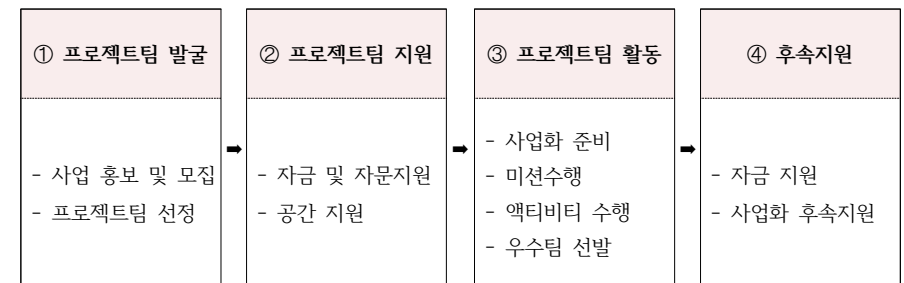 ① 프로젝트팀 발굴
- 사업 홍보 및 모집
- 프로젝트팀 선정
➡
② 프로젝트팀 지원
- 자금 및 자문지원
- 공간 지원
➡
③ 프로젝트팀 활동
- 사업화 준비
- 미션수행
- 액티비티 수행
- 우수팀 선발
➡
④ 후속지원
- 자금 지원
- 사업화 후속지원